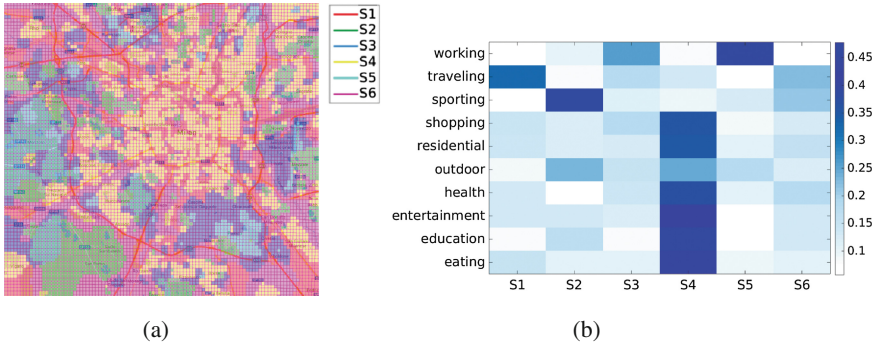 S1
S2
S3
S4
S5
S6
working
traveling
sporting
shopping
residential
outdoor
health
entertainment
education
eating
S1 S2 S3 S4 S5 S6
0.45
0.4
0.35
0.3
0.25
0.2
0.15
0.1
(a) (b)